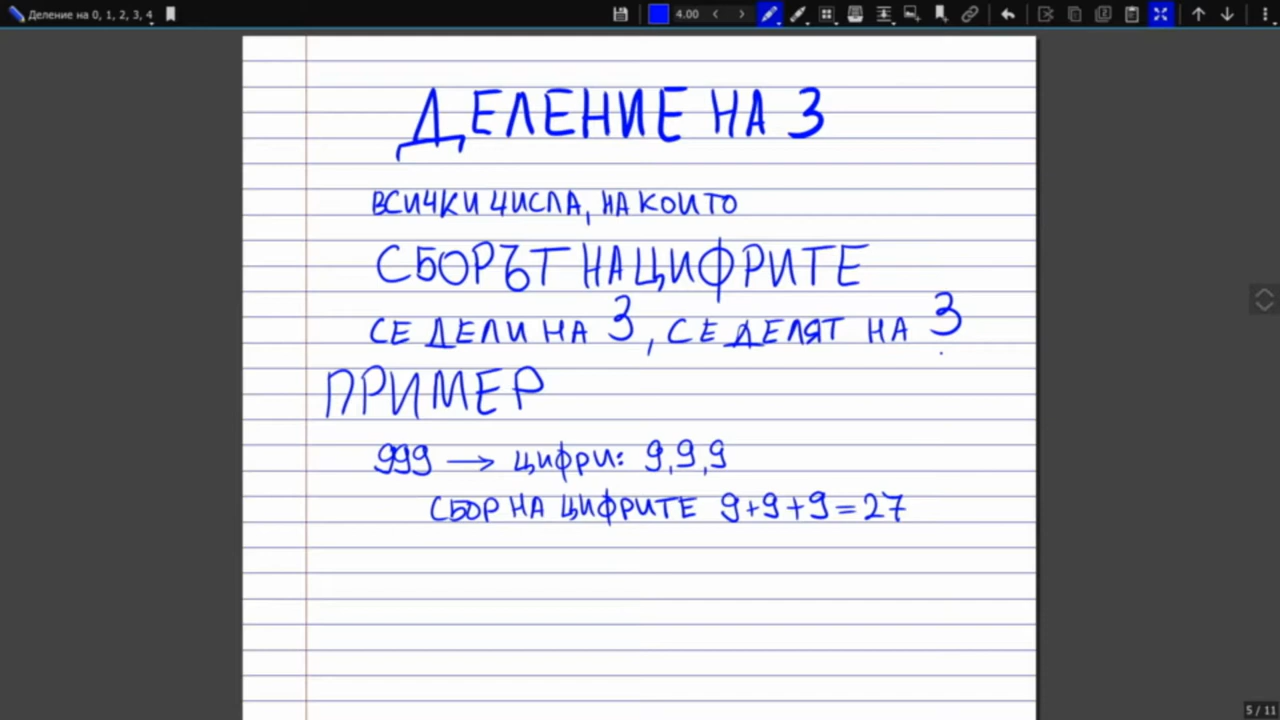 Деление на 0, 1, 2, 3, 4
4.00
ДЕЛЕНИЕ НА 3
ВСИЧКИ ЧИСЛА, НА КОИТО
СБОРЪТ НА ЦИФРИТЕ
СЕ ДЕЛИ НА 3, СЕ ДЕЛЯТ НА 3
ПРИМЕР
999 → цифри: 9,9,9
СБОР НА ЦИФРИТЕ 9+9+9=27
5 / 11